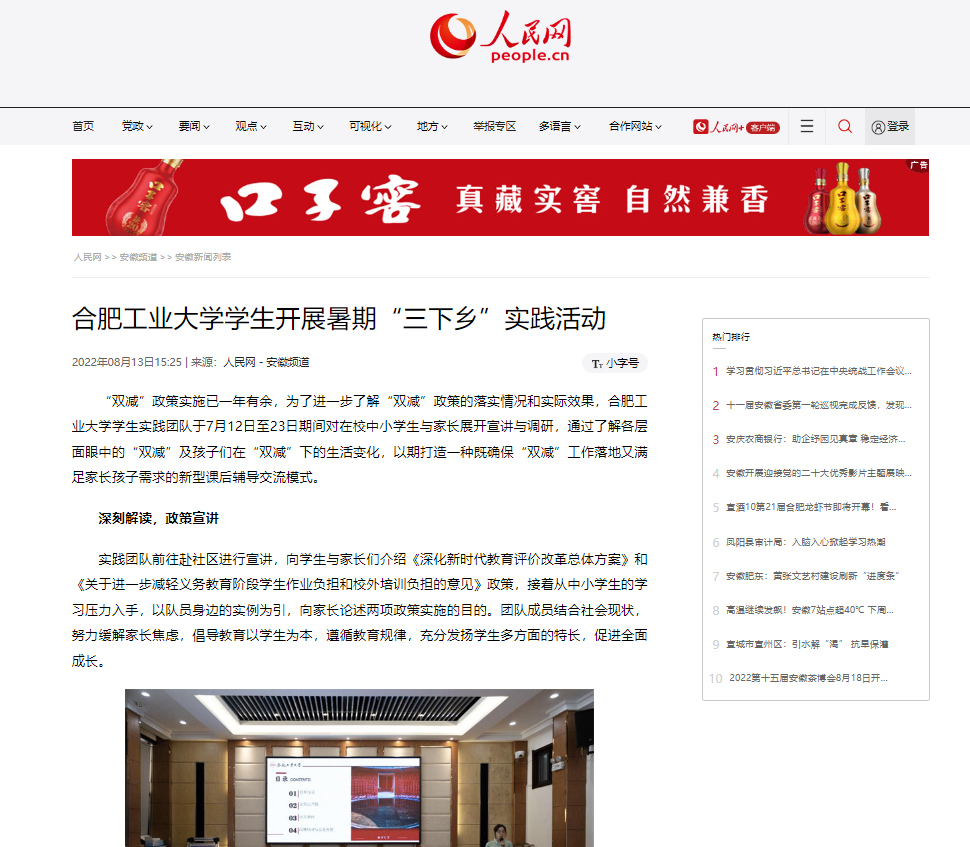 人民网
people.cn
首页 党政 要闻 观点 互动 可视化 地方 举报专区 多语言 合作网站 人民网+ 客户端 登录
广告
口子窖 真藏实窖 自然兼香
人民网 >> 安徽频道 >> 安徽新闻列表
合肥工业大学学生开展暑期“三下乡”实践活动
2022年08月13日15:25 | 来源：人民网－安徽频道
小字号
“双减”政策实施已一年有余，为了进一步了解“双减”政策的落实情况和实际效果，合肥工
业大学学生实践团队于7月12日至23日期间对在校中小学生与家长展开宣讲与调研，通过了解各层
面眼中的“双减”及孩子们在“双减”下的生活变化，以期打造一种既确保“双减”工作落地又满
足家长孩子需求的新型课后辅导交流模式。
深刻解读，政策宣讲
实践团队前往赴社区进行宣讲，向学生与家长们介绍《深化新时代教育评价改革总体方案》和
《关于进一步减轻义务教育阶段学生作业负担和校外培训负担的意见》政策，接着从中小学生的学
习压力入手，以队员身边的实例为引，向家长论述两项政策实施的目的。团队成员结合社会现状，
努力缓解家长焦虑，倡导教育以学生为本，遵循教育规律，充分发扬学生多方面的特长，促进全面
成长。
目录 CONTENTS
01
02
03
04
热门排行
1 学习贯彻习近平总书记在中央统战工作会议...
2 十一届安徽省委第一轮巡视完成反馈，发现...
3 安庆农商银行：助企纾困见真章 稳定经济...
4 安徽开展迎接党的二十大优秀影片主题展映...
5 宣酒10第21届合肥龙虾节即将开幕！看...
6 凤阳县审计局：入脑入心掀起学习热潮
7 安徽肥东：黄张文艺村建设刷新“进度条”
8 高温继续发飙！安徽7站点超40℃ 下周...
9 宣城市宣州区：引水解“渴” 抗旱保灌
10 2022第十五届安徽茶博会8月18日开...